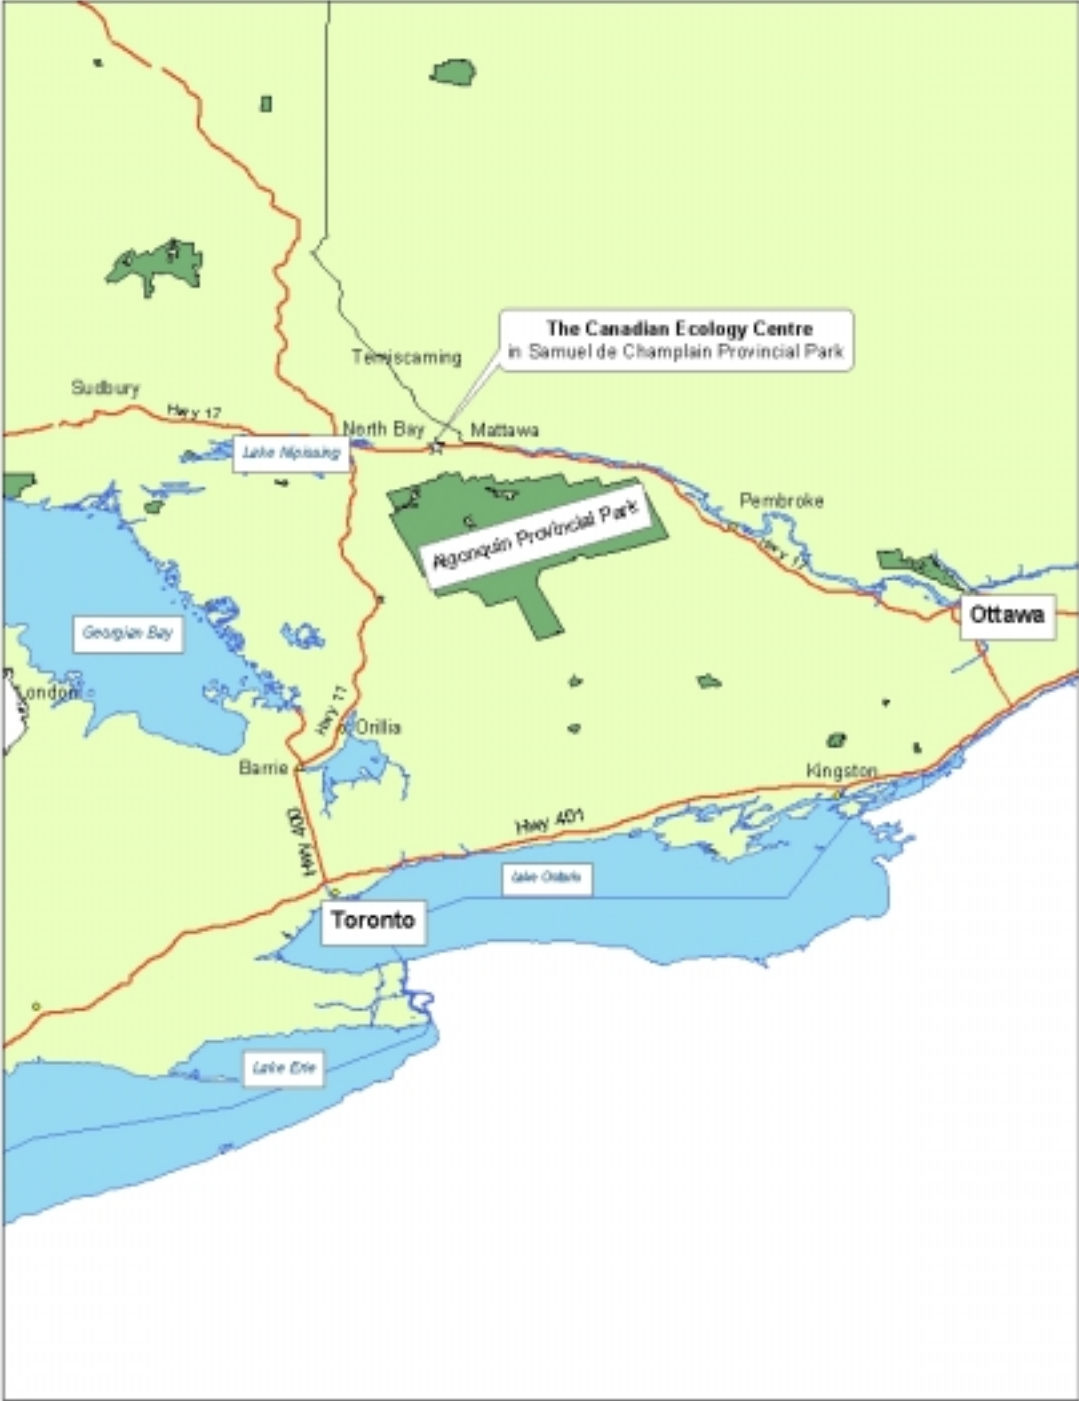 The Canadian Ecology Centre
in Samuel de Champlain Provincial Park
Temiscaming
Sudbury
Hwy 17
North Bay
Mattawa
Lake Nipissing
Pembroke
Algonquin Provincial Park
Hwy 17
Ottawa
Georgian Bay
London
Hwy 11
Orillia
Barrie
Kingston
Hwy 400
Hwy 401
Lake Ontario
Toronto
Lake Erie